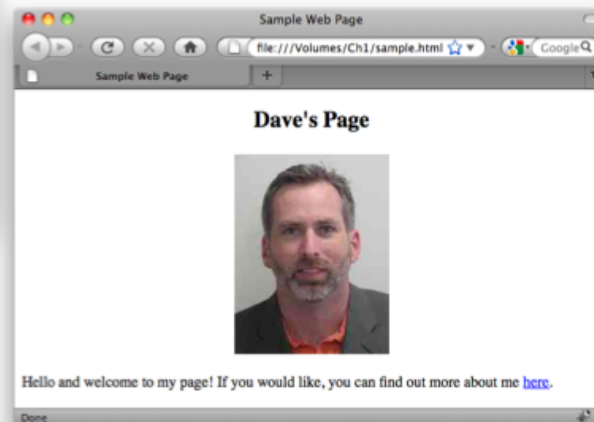 Sample Web Page
file:///Volumes/Ch1/sample.html
Google
Sample Web Page
Dave's Page
Hello and welcome to my page! If you would like, you can find out more about me here.
Done